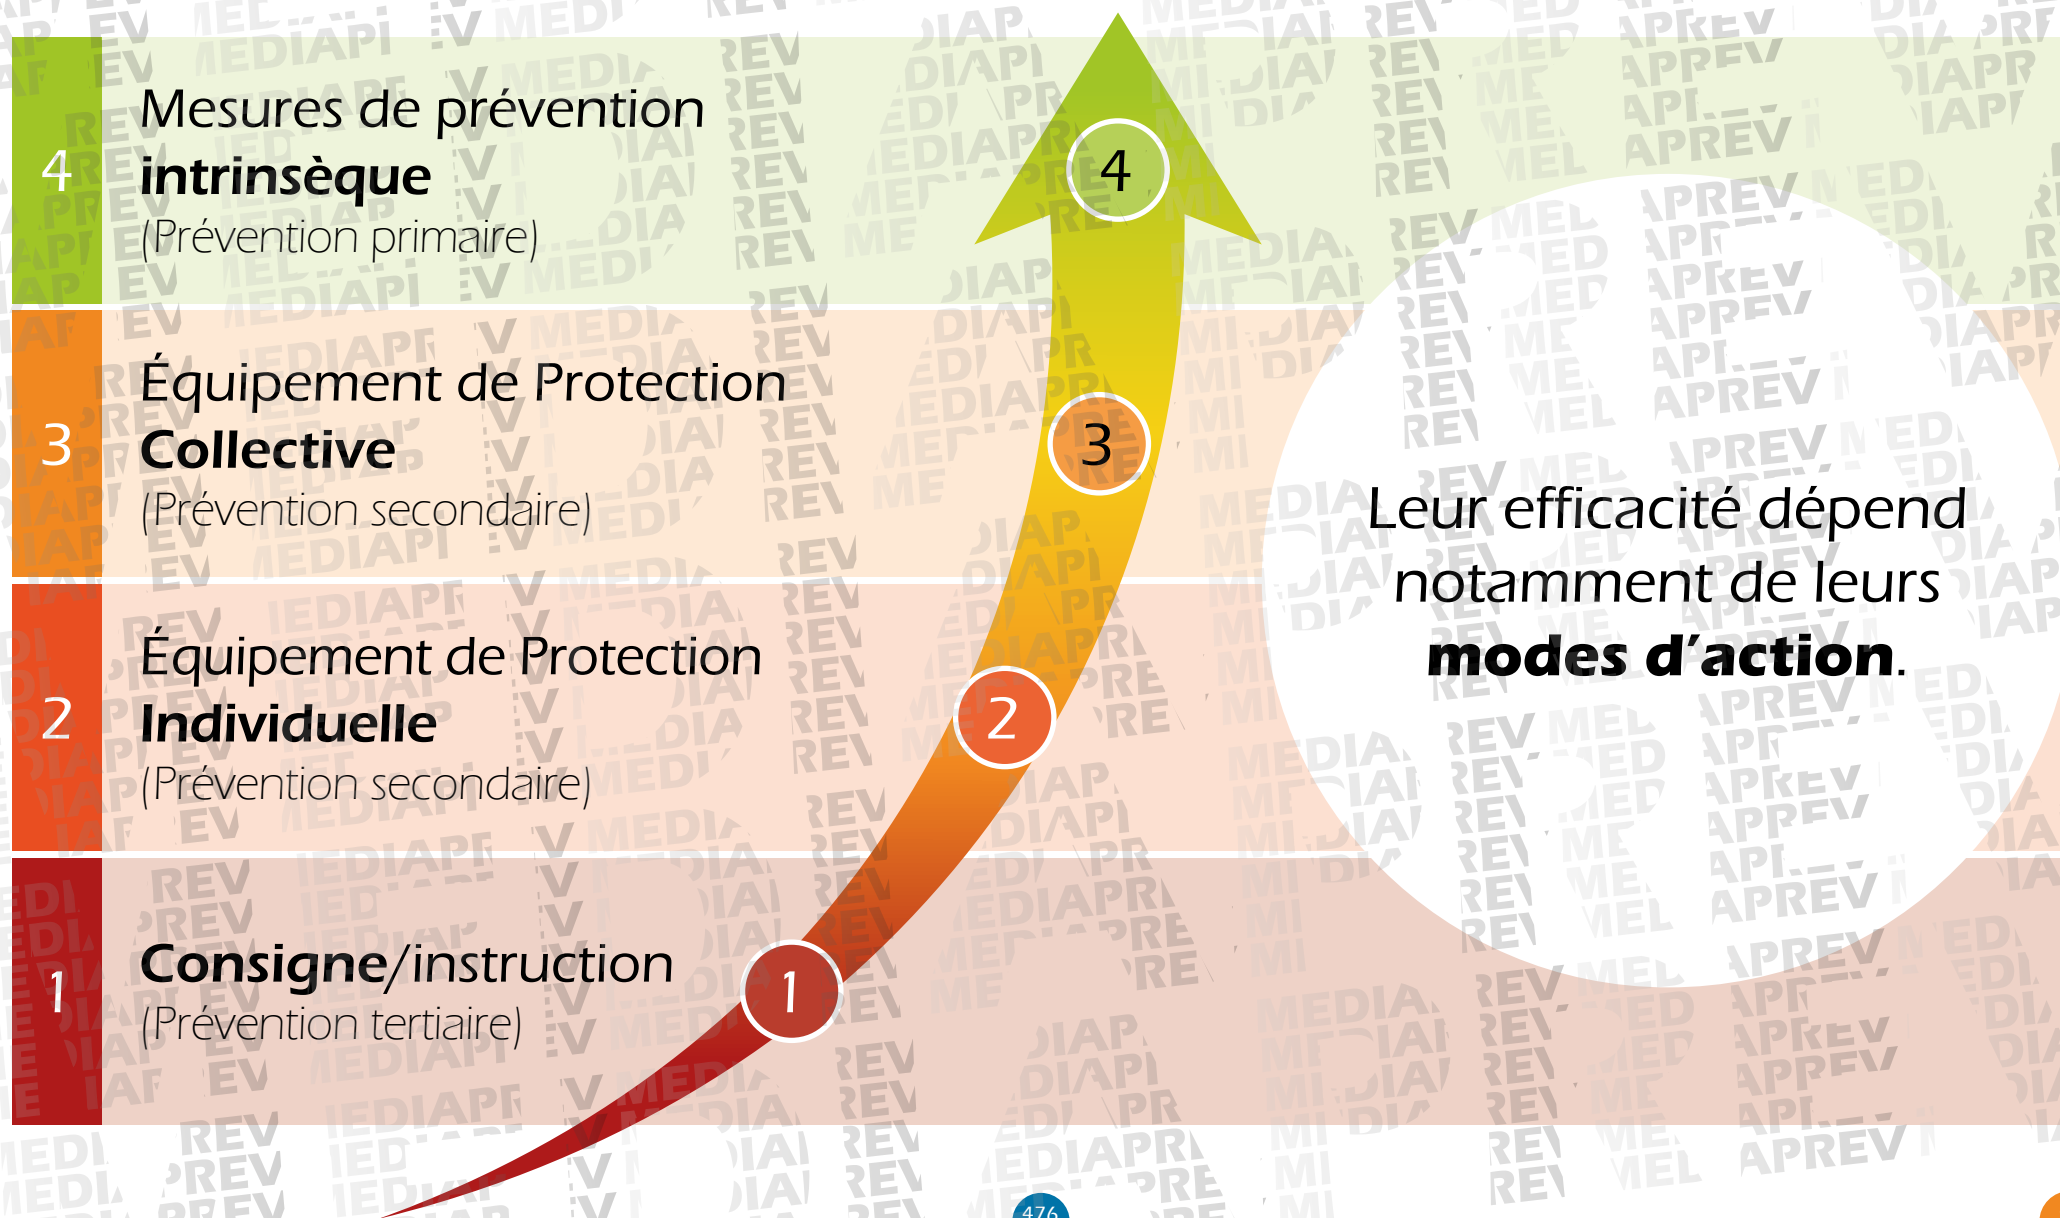 4
Mesures de prévention
intrinsèque
(Prévention primaire)
4
3
Équipement de Protection
Collective
(Prévention secondaire)
3
2
Équipement de Protection
Individuelle
(Prévention secondaire)
2
1
Consigne/instruction
(Prévention tertiaire)
1
Leur efficacité dépend
notamment de leurs
modes d’action.
476